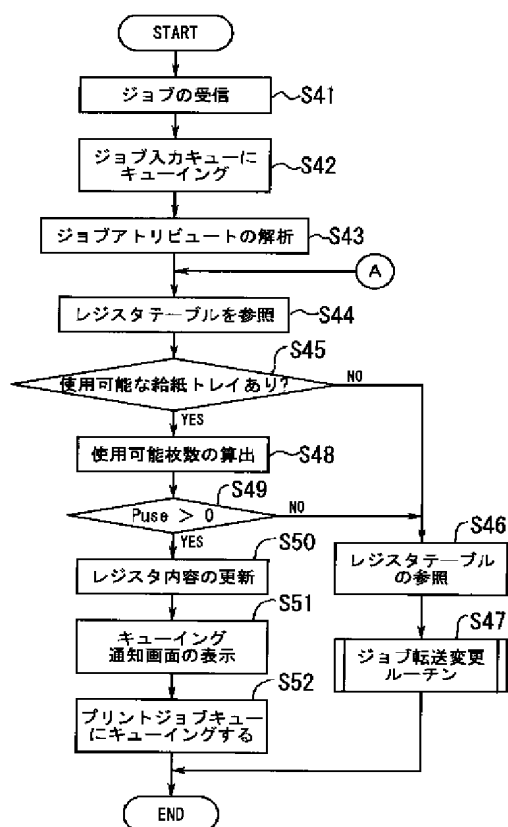 START
ジョブの受信
S41
ジョブ入力キューに
キューイング
S42
ジョブアトリビュートの解析
S43
A
レジスタテーブルを参照
S44
S45
使用可能な給紙トレイあり?
NO
YES
使用可能枚数の算出
S48
S49
Puse > 0
NO
YES
S50
レジスタ内容の更新
S46
レジスタテーブル
の参照
S51
キューイング
通知画面の表示
S47
ジョブ転送変更
ルーチン
S52
プリントジョブキュー
にキューイングする
END